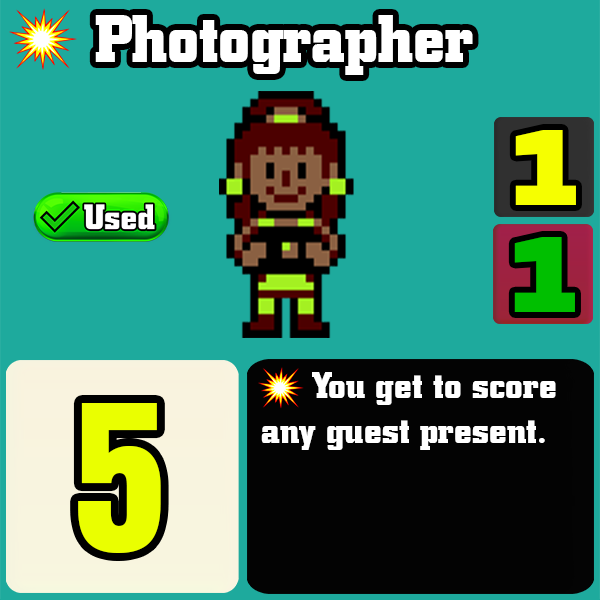 Photographer
Used
1
1
5
You get to score
any guest present.